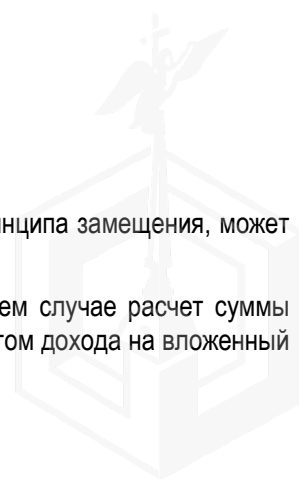 нципа замещения, может
ем случае расчет суммы
том дохода на вложенный